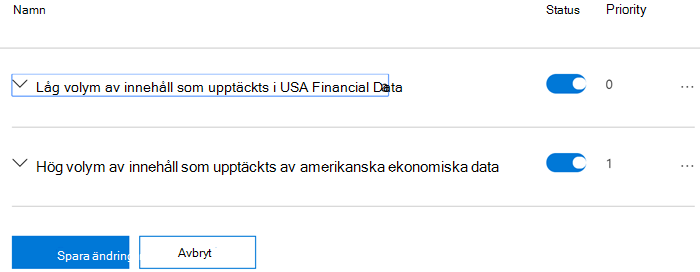 Namn Status Priority
Låg volym av innehåll som upptäckts i USA Financial Data 0 ...
Hög volym av innehåll som upptäckts av amerikanska ekonomiska data 1 ...
Spara ändring Avbryt